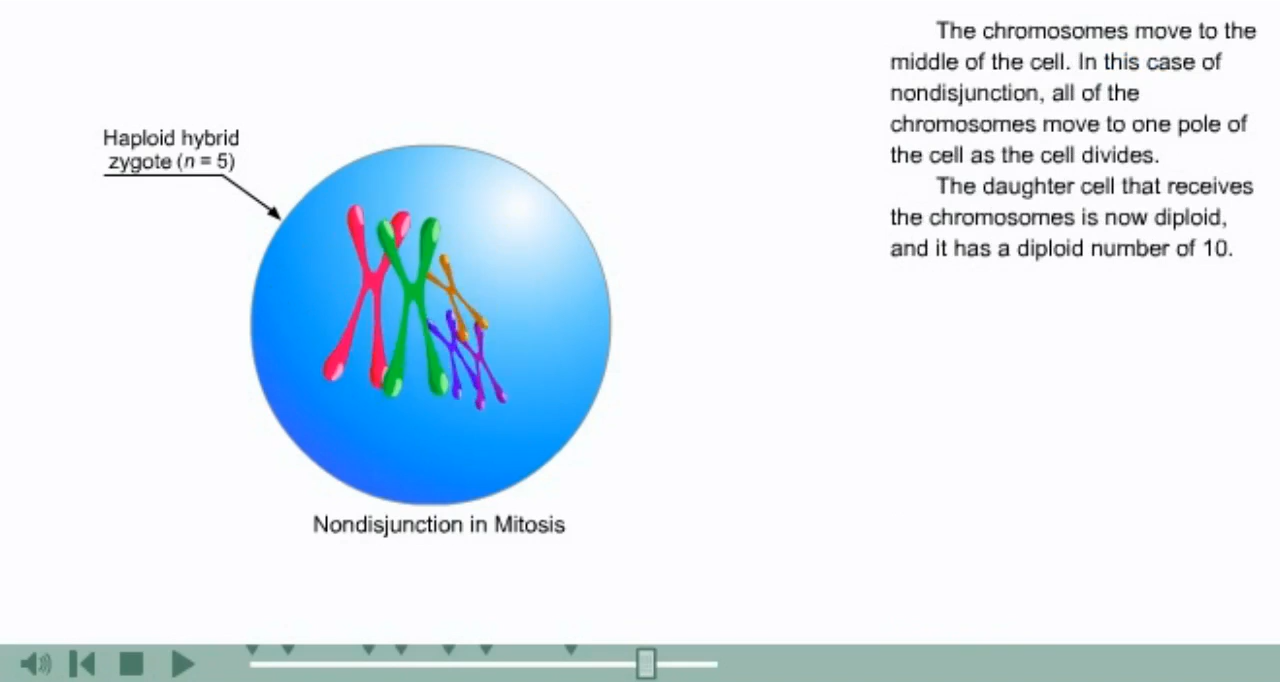 Haploid hybrid
zygote (n = 5)
Nondisjunction in Mitosis
The chromosomes move to the
middle of the cell. In this case of
nondisjunction, all of the
chromosomes move to one pole of
the cell as the cell divides.
The daughter cell that receives
the chromosomes is now diploid,
and it has a diploid number of 10.